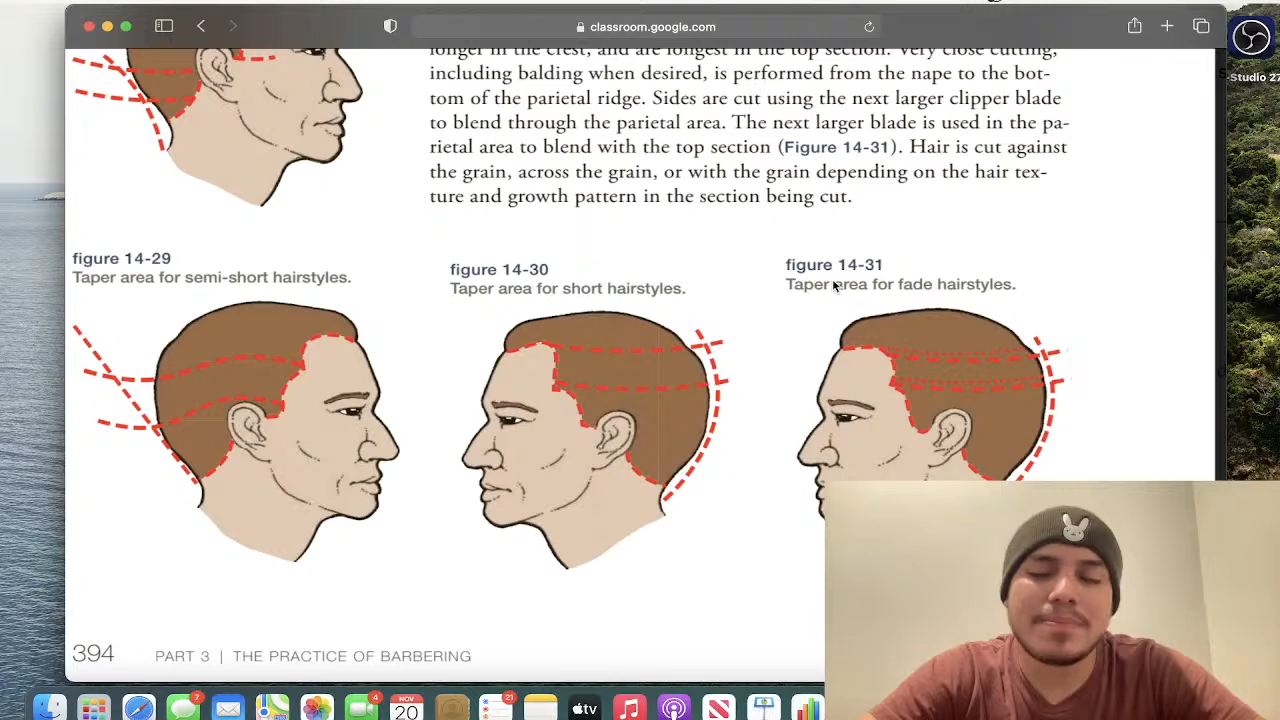 classroom.google.com
Studio 27
longer in the crest, and are longest in the top section. Very close cutting,
including balding when desired, is performed from the nape to the bot-
tom of the parietal ridge. Sides are cut using the next larger clipper blade
to blend through the parietal area. The next larger blade is used in the pa-
rietal area to blend with the top section (Figure 14-31). Hair is cut against
the grain, across the grain, or with the grain depending on the hair tex-
ture and growth pattern in the section being cut.
figure 14-29
Taper area for semi-short hairstyles.
figure 14-30
Taper area for short hairstyles.
figure 14-31
Taper area for fade hairstyles.
394 PART 3 | THE PRACTICE OF BARBERING
7
4
NOV
20
21
tv